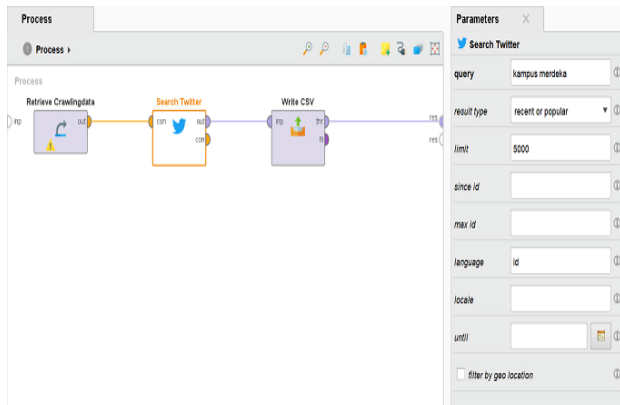 Process
Process
Process
Retrieve Crawlingdata
Search Twitter
Write CSV
inp
out
con
out
con
inp
thr
fil
res
res
Parameters
Search Twitter
query
kampus merdeka
result type
recent or popular
limit
5000
since id
max id
language
id
locale
until
filter by geo location